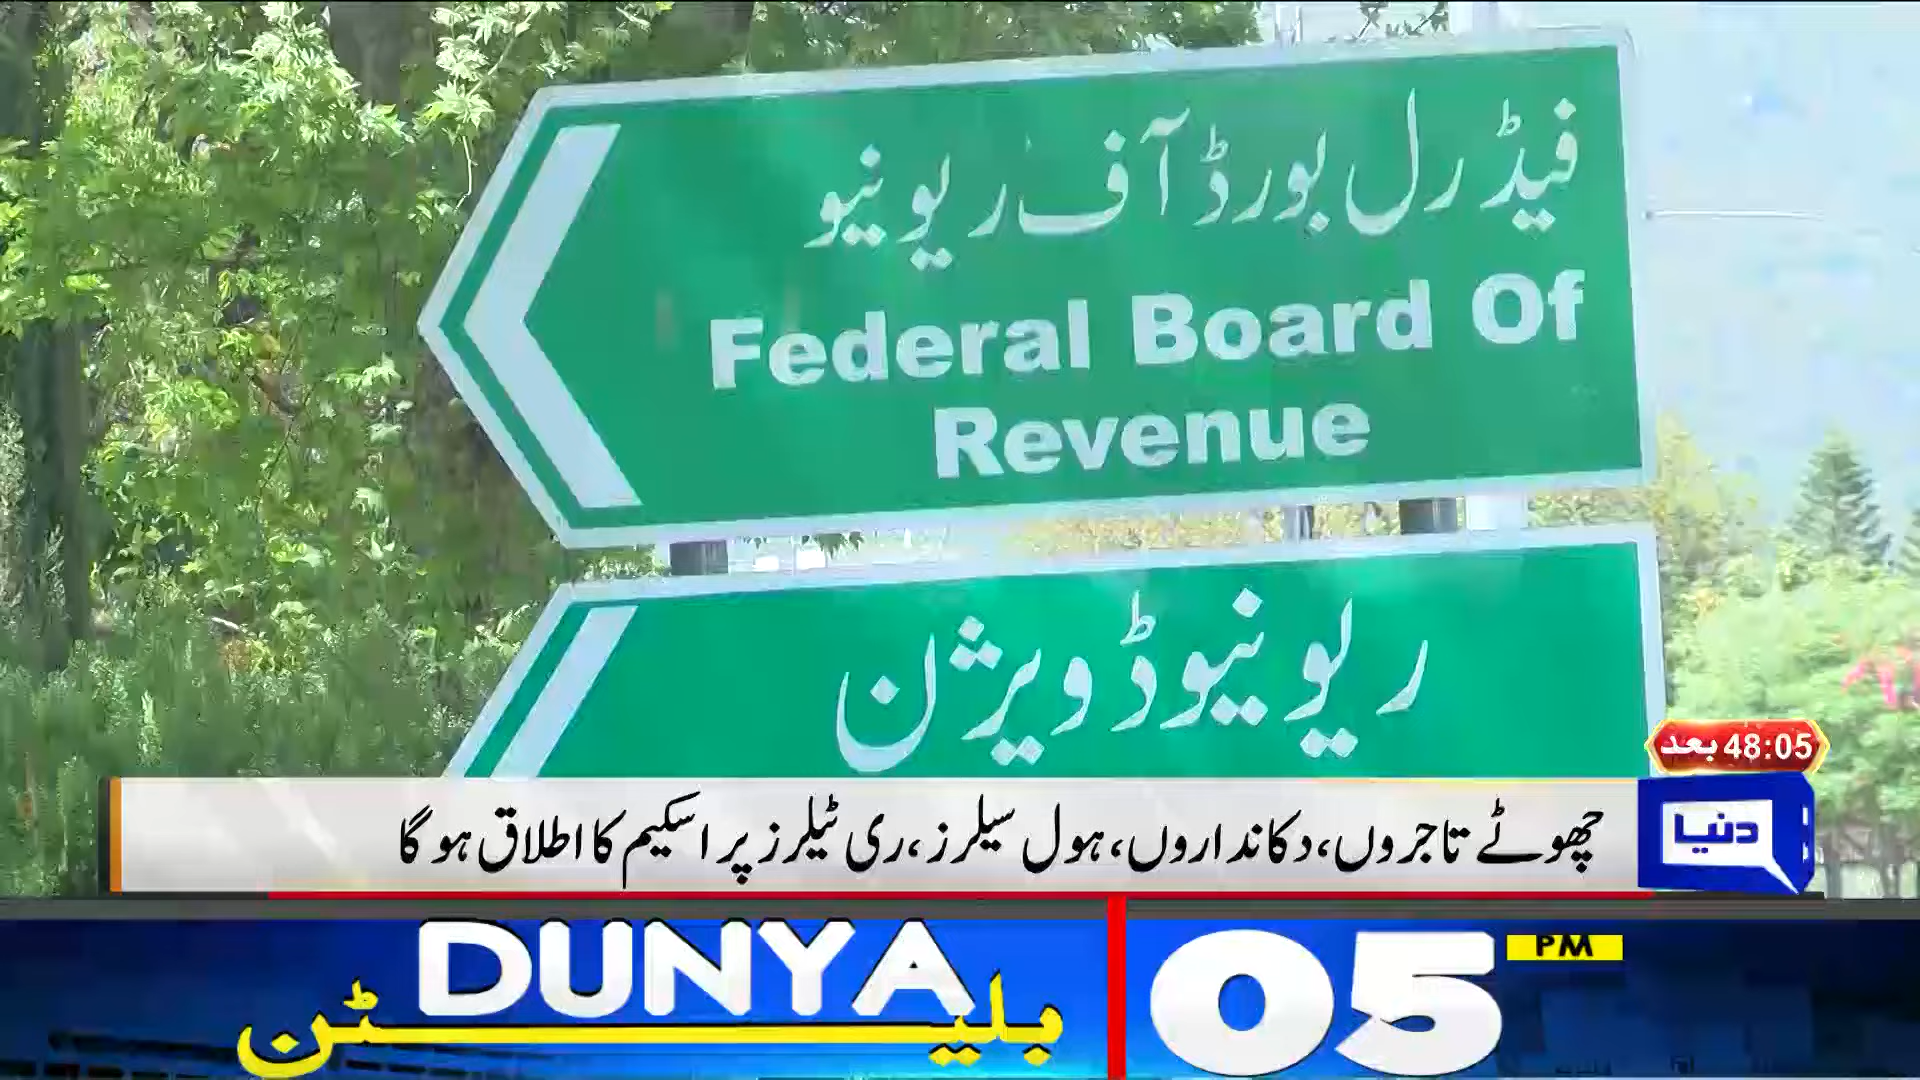 فیڈرل بورڈ آف ریونیو
Federal Board Of
Revenue
ریونیو ڈویژن
48:05 بعد
دنیا
چھوٹے تاجروں، دکانداروں، ہول سیلرز، ری ٹیلرز پر اسکیم کا اطلاق ہو گا
DUNYA
بلیٹن
05 PM